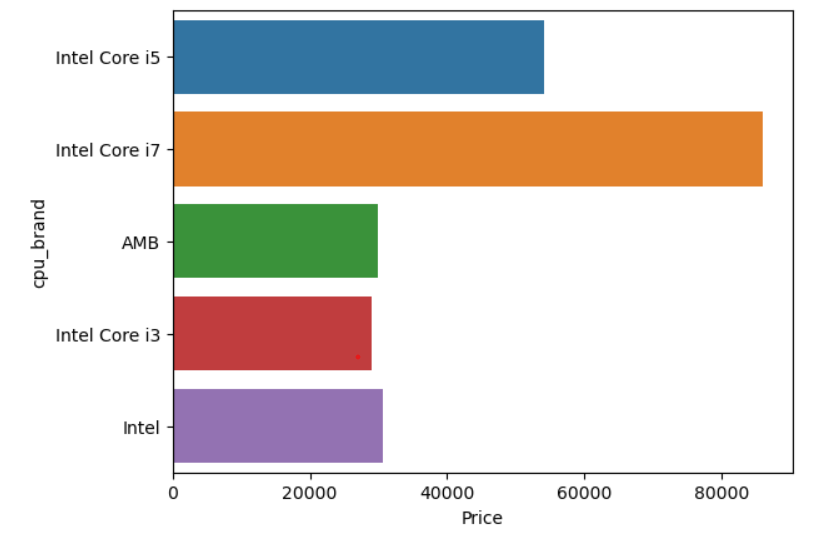 Intel Core i5
Intel Core i7
AMB
Intel Core i3
Intel
cpu_brand
0 20000 40000 60000 80000
Price